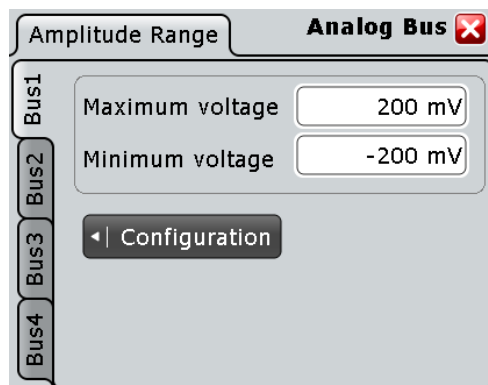 Amplitude Range
Analog Bus
Bus1
Maximum voltage 200 mV
Minimum voltage -200 mV
Bus2
Configuration
Bus3
Bus4